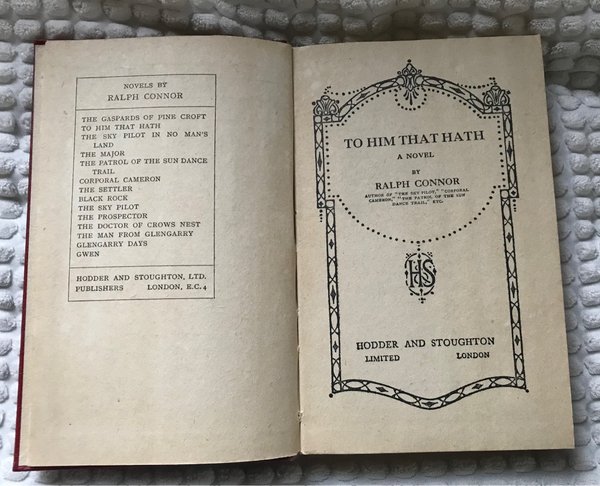 NOVELS BY
RALPH CONNOR
THE GASPARDS OF PINE CROFT
TO HIM THAT HATH
THE SKY PILOT IN NO MAN'S
LAND
THE MAJOR
THE PATROL OF THE SUN DANCE
TRAIL
CORPORAL CAMERON
THE SETTLER
BLACK ROCK
THE SKY PILOT
THE PROSPECTOR
THE DOCTOR OF CROWS NEST
THE MAN FROM GLENGARRY
GLENGARRY DAYS
GWEN
HODDER AND STOUGHTON, LTD.
PUBLISHERS LONDON, E.C.4
TO HIM THAT HATH
A NOVEL
BY
RALPH CONNOR
AUTHOR OF "THE SKY PILOT," "CORPORAL
CAMERON," "THE PATROL OF THE SUN
DANCE TRAIL," ETC.
HS
HODDER AND STOUGHTON
LIMITED LONDON